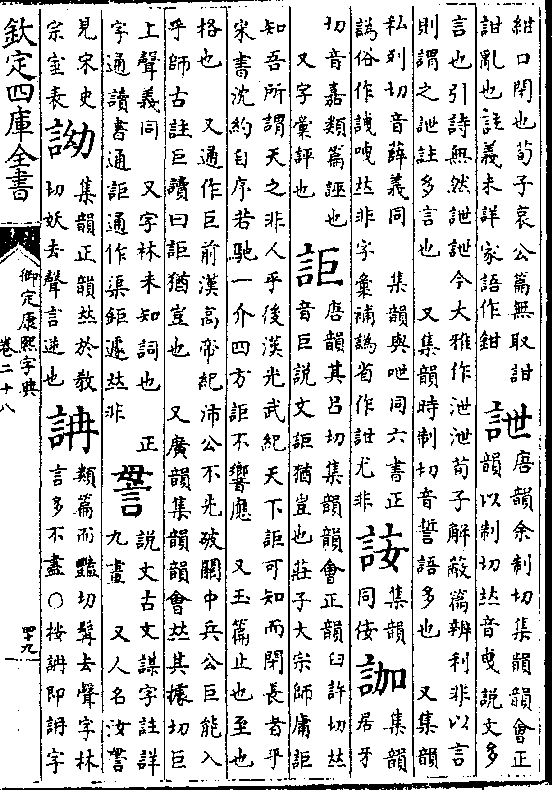 紺口閉也荀子哀公篇無取詌
詌亂也註義未詳家語作鉗
詍
唐韻余制切集韻韻會正
韻以制切𠀤音曳說文多
言也引詩無然詍詍今大雅作泄泄荀子解蔽篇辨利非以言
則謂之詍註多言也 又集韻時制切音誓語多也 又集韻
私列切音薛義同 集韻與呭同六書正
譌俗作𠀤非字彙補譌省作尤非
集韻
同侒
集韻
居牙
切音嘉類篇誣也
又字彙評也
詎
唐韻其呂切集韻韻會正韻臼許切𠀤
音巨說文詎猶豈也莊子大宗師庸詎
知吾所謂天之非人乎後漢光武紀天下詎可知而閉長者乎
宋書沈約自序若馳一介四方詎不響應 又玉篇止也至也
格也 又通作巨前漢高帝紀沛公不先破關中兵公巨能入
乎師古註巨讀曰詎猶豈也 又廣韻集韻韻會𠀤其據切巨
上聲義同 又字林未知詞也 正
字通讀書通詎通作渠鉅遽𠀤非
說文古文謀字註詳
九畫 又人名汝
見宋史
宗室表
詏
集韻正韻𠀤於教
切妖去聲言逆也
䛁
類篇而豔切髯去聲字林
言多不盡○按䛁即字
欽定四庫全書
御定康熙字典
卷二十八
四十九